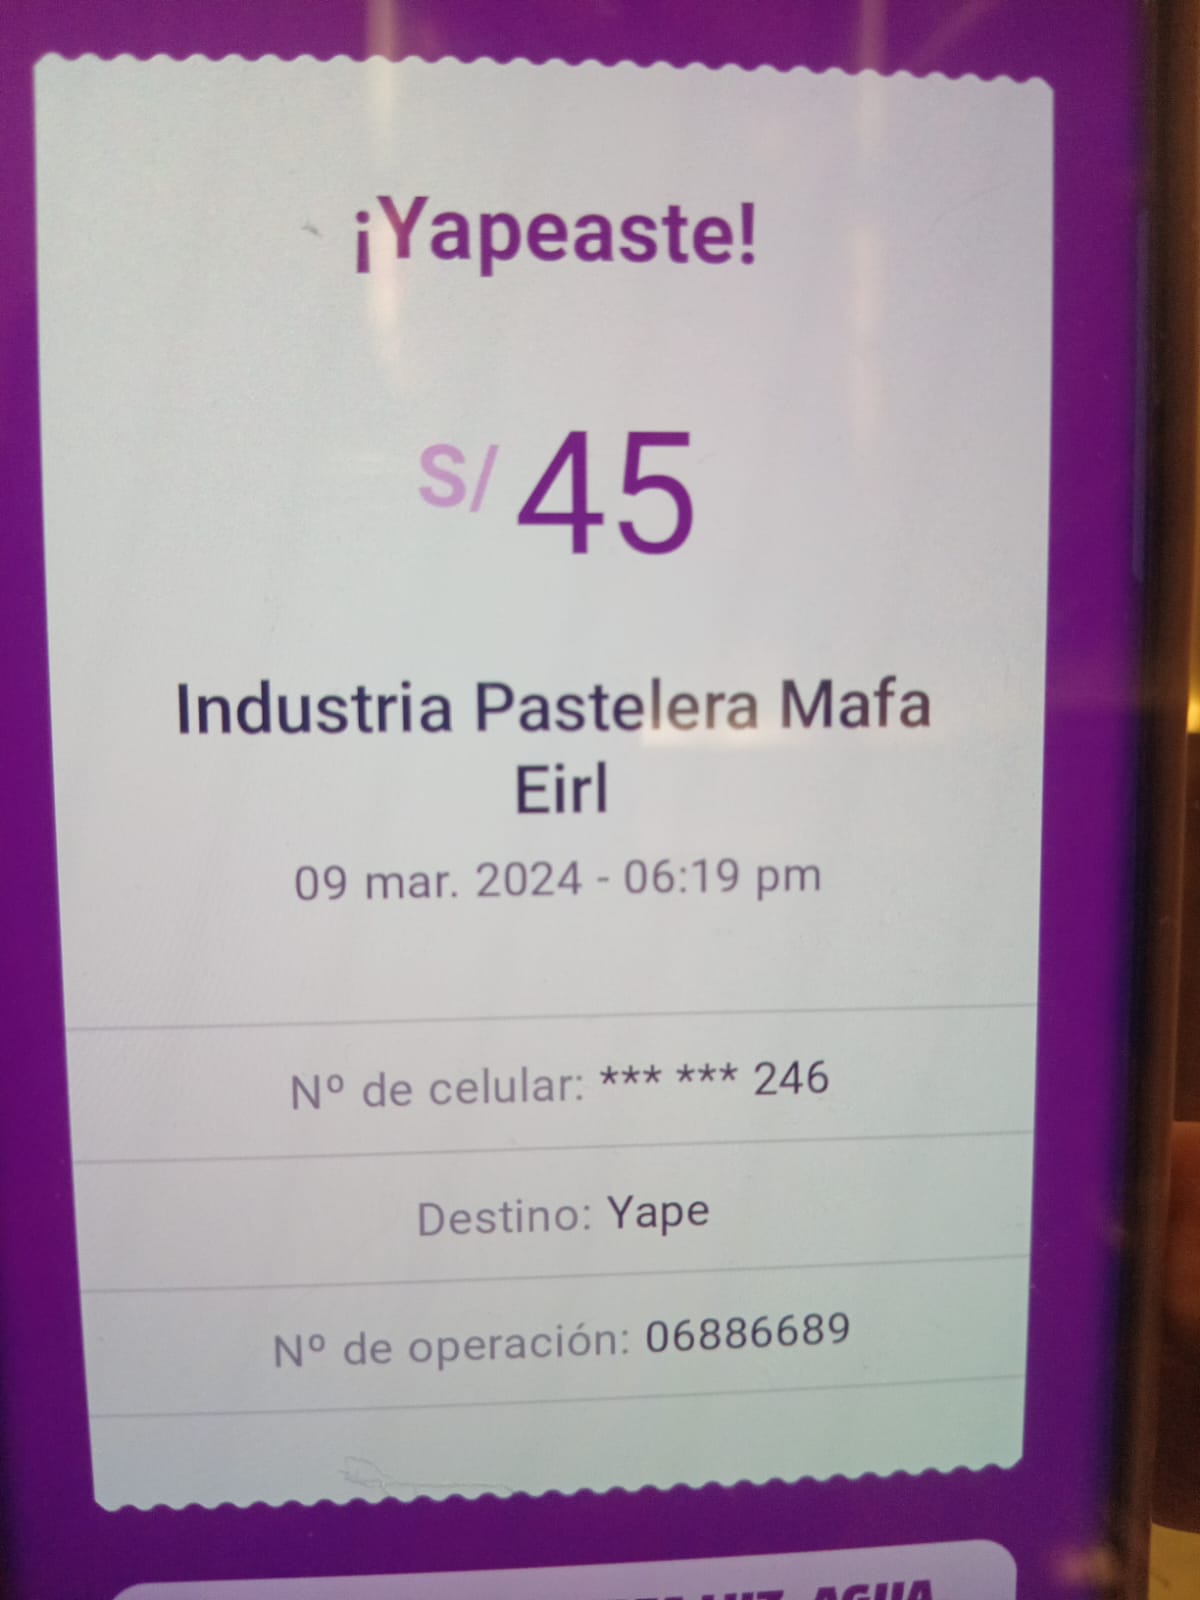 ¡Yapeaste!
S/ 45
Industria Pastelera Mafa
Eirl
09 mar. 2024 - 06:19 pm
Nº de celular: *** *** 246
Destino: Yape
Nº de operación: 06886689
AGUA